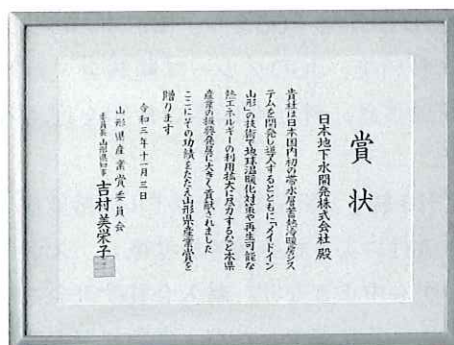 賞状
日本地下水開発株式会社 殿
貴社は日本国内初の帯水層蓄熱冷暖房シス
テムを開発し導入するとともに「メイドイン
山形」の技術で地球温暖化対策や再生可能な
熱エネルギーの利用拡大に尽力するなど本県
産業の振興発展に大きく貢献されました
ここにその功績をたたえ山形県産業賞を
贈ります
令和三年十一月三日
山形県産業賞委員会
委員長 山形県知事 吉村美栄子